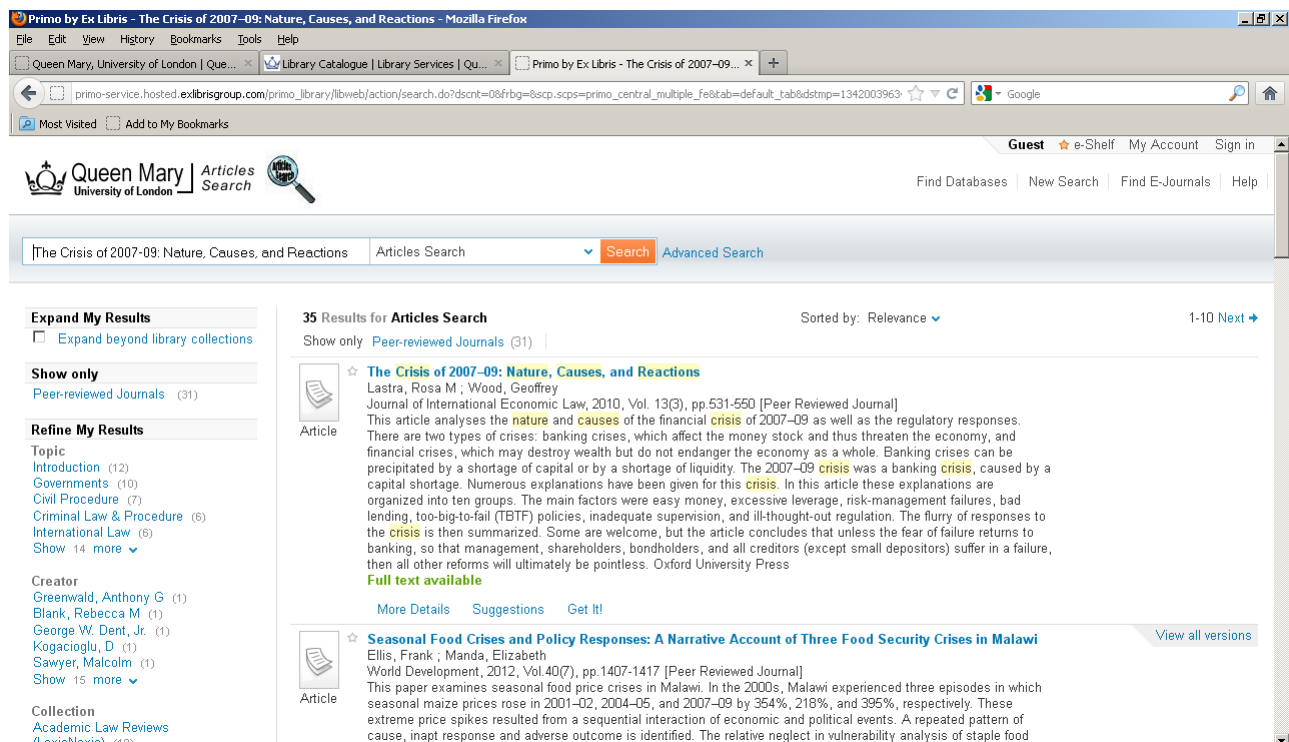 Primo by Ex Libris - The Crisis of 2007–09: Nature, Causes, and Reactions - Mozilla Firefox
File Edit View History Bookmarks Tools Help
Queen Mary, University of London | Que... Library Catalogue | Library Services | Qu... Primo by Ex Libris - The Crisis of 2007–09...
primo-service.hosted.exlibrisgroup.com/primo_library/libweb/action/search.do?dscnt=0&frbg=&scp.scps=primo_central_multiple_fe&tab=default_tab&dstmp=1342003963 Google
Most Visited Add to My Bookmarks
Guest e-Shelf My Account Sign in
Queen Mary University of London Articles Search
Articles Search
Find Databases New Search Find E-Journals Help
The Crisis of 2007-09: Nature, Causes, and Reactions Articles Search Search Advanced Search
Expand My Results
Expand beyond library collections
Show only
Peer-reviewed Journals (31)
Refine My Results
Topic
Introduction (12)
Governments (10)
Civil Procedure (7)
Criminal Law & Procedure (6)
International Law (6)
Show 14 more
Creator
Greenwald, Anthony G (1)
Blank, Rebecca M (1)
George W. Dent, Jr. (1)
Kogacioglu, D (1)
Sawyer, Malcolm (1)
Show 15 more
Collection
Academic Law Reviews
35 Results for Articles Search Sorted by: Relevance 1-10 Next
Show only Peer-reviewed Journals (31)
Article
The Crisis of 2007–09: Nature, Causes, and Reactions
Lastra, Rosa M ; Wood, Geoffrey
Journal of International Economic Law, 2010, Vol. 13(3), pp.531-550 [Peer Reviewed Journal]
This article analyses the nature and causes of the financial crisis of 2007–09 as well as the regulatory responses.
There are two types of crises: banking crises, which affect the money stock and thus threaten the economy, and
financial crises, which may destroy wealth but do not endanger the economy as a whole. Banking crises can be
precipitated by a shortage of capital or by a shortage of liquidity. The 2007–09 crisis was a banking crisis, caused by a
capital shortage. Numerous explanations have been given for this crisis. In this article these explanations are
organized into ten groups. The main factors were easy money, excessive leverage, risk-management failures, bad
lending, too-big-to-fail (TBTF) policies, inadequate supervision, and ill-thought-out regulation. The flurry of responses to
the crisis is then summarized. Some are welcome, but the article concludes that unless the fear of failure returns to
banking, so that management, shareholders, bondholders, and all creditors (except small depositors) suffer in a failure,
then all other reforms will ultimately be pointless. Oxford University Press
Full text available
More Details Suggestions Get It!
Article
Seasonal Food Crises and Policy Responses: A Narrative Account of Three Food Security Crises in Malawi
View all versions
Ellis, Frank ; Manda, Elizabeth
World Development, 2012, Vol.40(7), pp.1407-1417 [Peer Reviewed Journal]
This paper examines seasonal food price crises in Malawi. In the 2000s, Malawi experienced three episodes in which
seasonal maize prices rose in 2001–02, 2004–05, and 2007–09 by 354%, 218%, and 395%, respectively. These
extreme price spikes resulted from a sequential interaction of economic and political events. A repeated pattern of
cause, inapt response and adverse outcome is identified. The relative neglect in vulnerability analysis of staple food